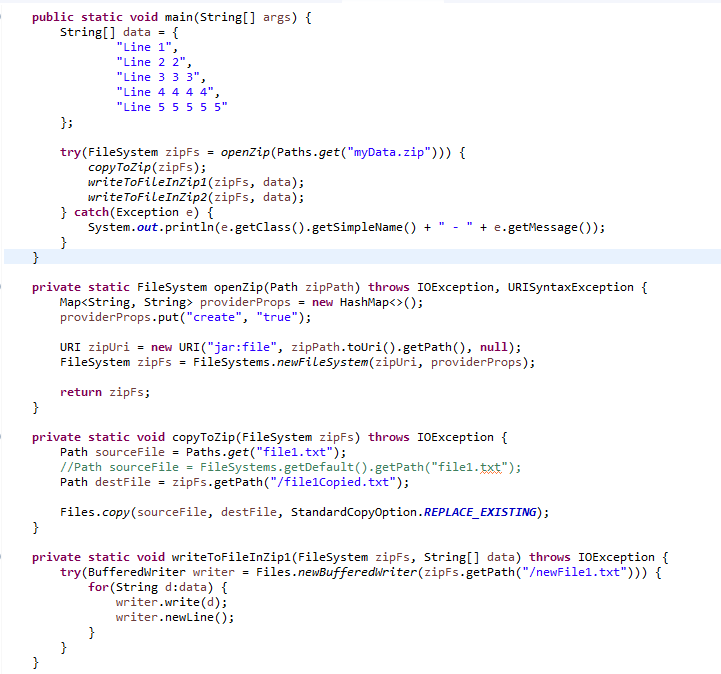 public static void main(String[] args) {
String[] data = {
"Line 1",
"Line 2 2",
"Line 3 3 3",
"Line 4 4 4 4",
"Line 5 5 5 5 5"
};
try(FileSystem zipFs = openZip(Paths.get("myData.zip"))) {
copyToZip(zipFs);
writeToFileInZip1(zipFs, data);
writeToFileInZip2(zipFs, data);
} catch(Exception e) {
System.out.println(e.getClass().getSimpleName() + " - " + e.getMessage());
}
}
private static FileSystem openZip(Path zipPath) throws IOException, URISyntaxException {
Map<String, String> providerProps = new HashMap<>();
providerProps.put("create", "true");
URI zipUri = new URI("jar:file", zipPath.toUri().getPath(), null);
FileSystem zipFs = FileSystems.newFileSystem(zipUri, providerProps);
return zipFs;
}
private static void copyToZip(FileSystem zipFs) throws IOException {
Path sourceFile = Paths.get("file1.txt");
//Path sourceFile = FileSystems.getDefault().getPath("file1.txt");
Path destFile = zipFs.getPath("/file1Copied.txt");
Files.copy(sourceFile, destFile, StandardCopyOption.REPLACE_EXISTING);
}
private static void writeToFileInZip1(FileSystem zipFs, String[] data) throws IOException {
try(BufferedWriter writer = Files.newBufferedWriter(zipFs.getPath("/newFile1.txt"))) {
for(String d:data) {
writer.write(d);
writer.newLine();
}
}
}